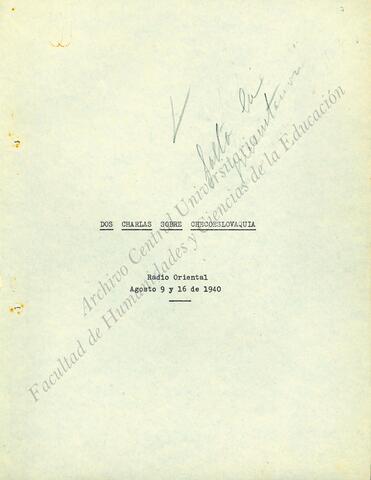 DOS CHARLAS SOBRE CHECOESLOVAQUIA
Radio Oriental
Agosto 9 y 16 de 1940
Archivo Central Universitario
Facultad de Humanidades y Ciencias de la Educación